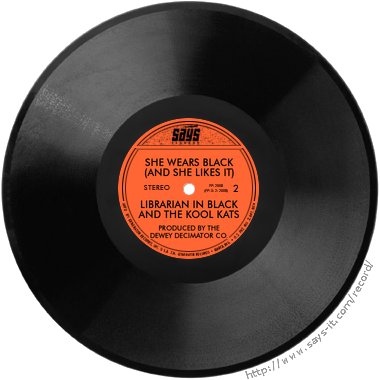 says
RECORDS
SHE WEARS BLACK
(AND SHE LIKES IT)
STEREO
2
LIBRARIAN IN BLACK
AND THE KOOL KATS
PRODUCED BY THE
DEWEY DECIMATOR CO.
http://www.says-it.com/record/